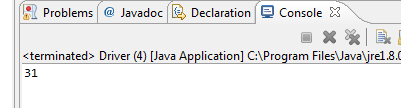 Problems @ Javadoc Declaration Console
<terminated> Driver (4) [Java Application] C:\Program Files\Java\jre1.8.0
31